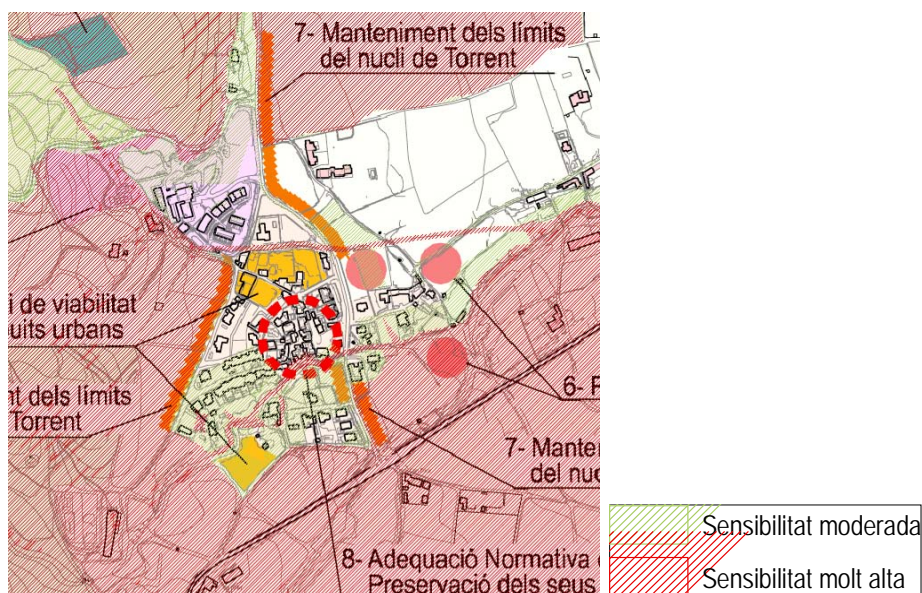 7- Manteniment dels límits
del nucli de Torrent
i de viabilitat
uits urbans
nt dels límits
Torrent
6- P
7- Manten
del nuc
8- Adequació Normativa
Preservació dels seus
Sensibilitat moderada
Sensibilitat molt alta